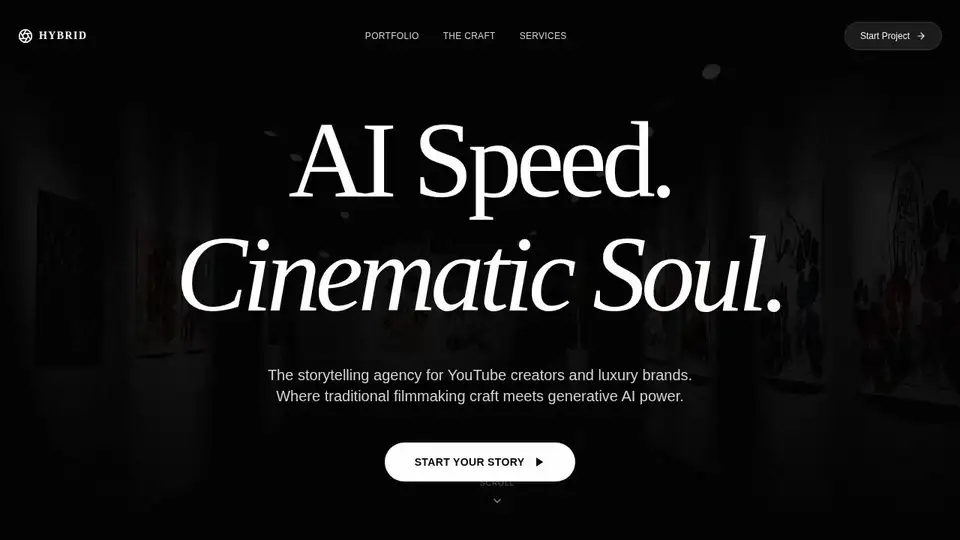 HYBRID
PORTFOLIO
THE CRAFT
SERVICES
Start Project
AI Speed.
Cinematic Soul.
The storytelling agency for YouTube creators and luxury brands.
Where traditional filmmaking craft meets generative AI power.
START YOUR STORY
SCROLL